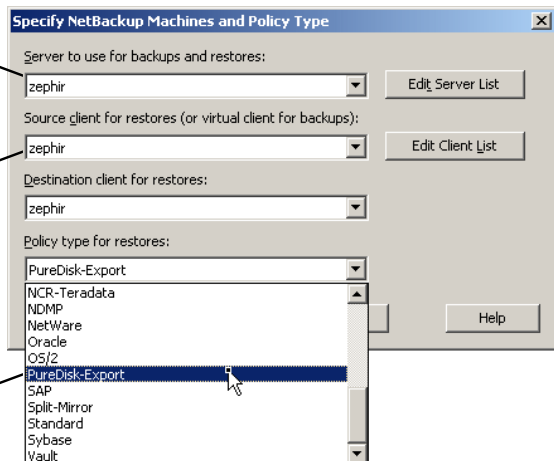 Specify NetBackup Machines and Policy Type
Server to use for backups and restores:
zephir
Edit Server List
Source client for restores (or virtual client for backups):
zephir
Edit Client List
Destination client for restores:
zephir
Policy type for restores:
PureDisk-Export
NCR-Teradata
NDMP
NetWare
Oracle
OS/2
PureDisk-Export
SAP
Split-Mirror
Standard
Sybase
Vault
Help